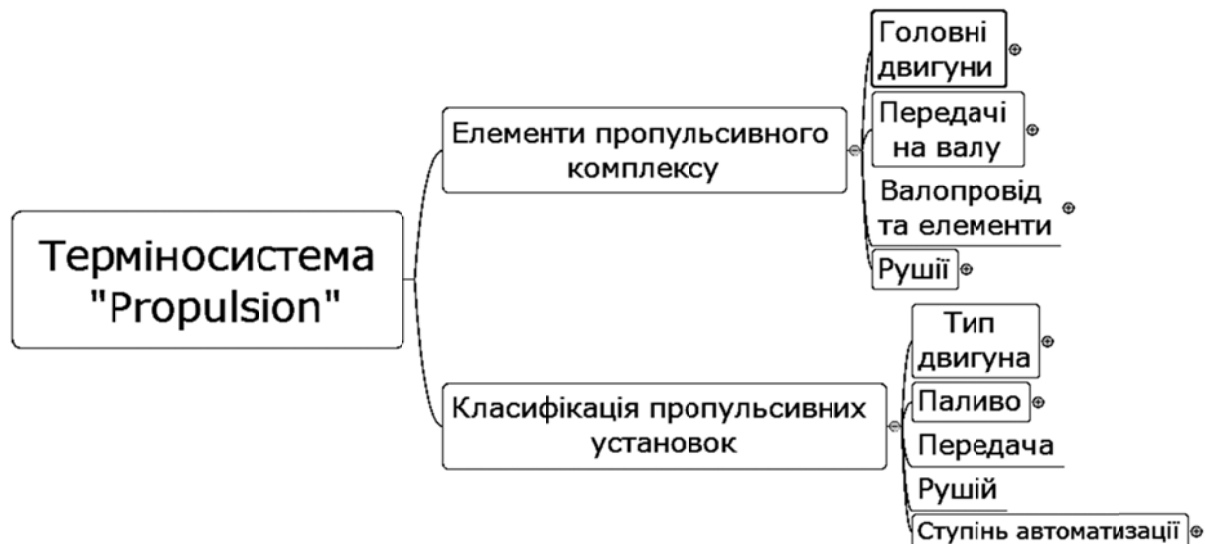 Терміносистема
"Propulsion"
Елементи пропульсивного
комплексу
Головні
двигуни
Передачі
на валу
Валопровід
та елементи
Рушії
Класифікація пропульсивних
установок
Тип
двигуна
Паливо
Передача
Рушій
Ступінь автоматизації